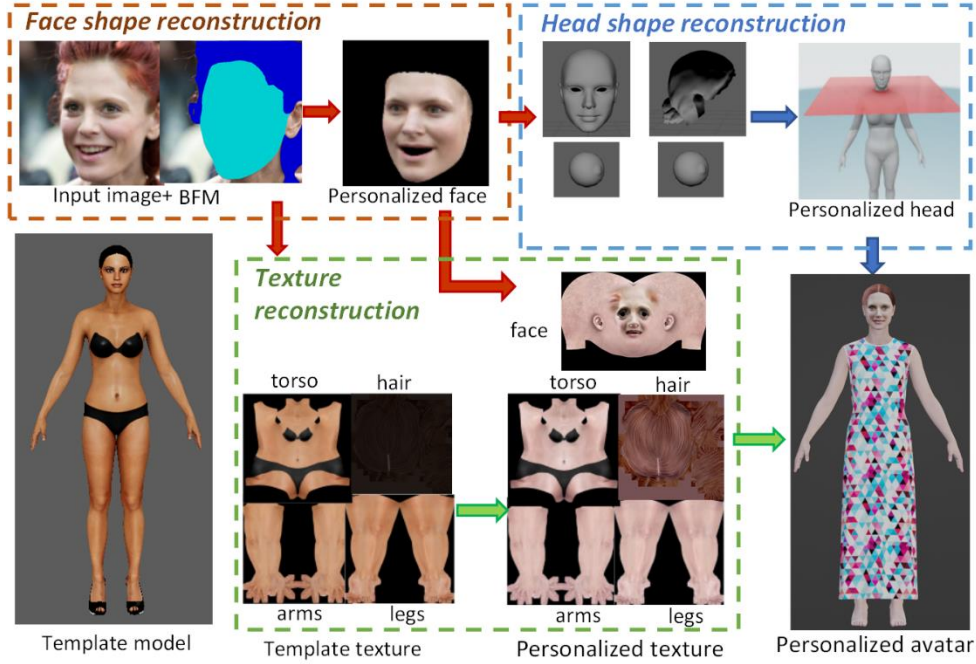 Face shape reconstruction
Head shape reconstruction
Input image+ BFM
Personalized face
Personalized head
Texture
reconstruction
face
torso
hair
torso
hair
arms
legs
arms
legs
Template model
Template texture
Personalized texture
Personalized avatar